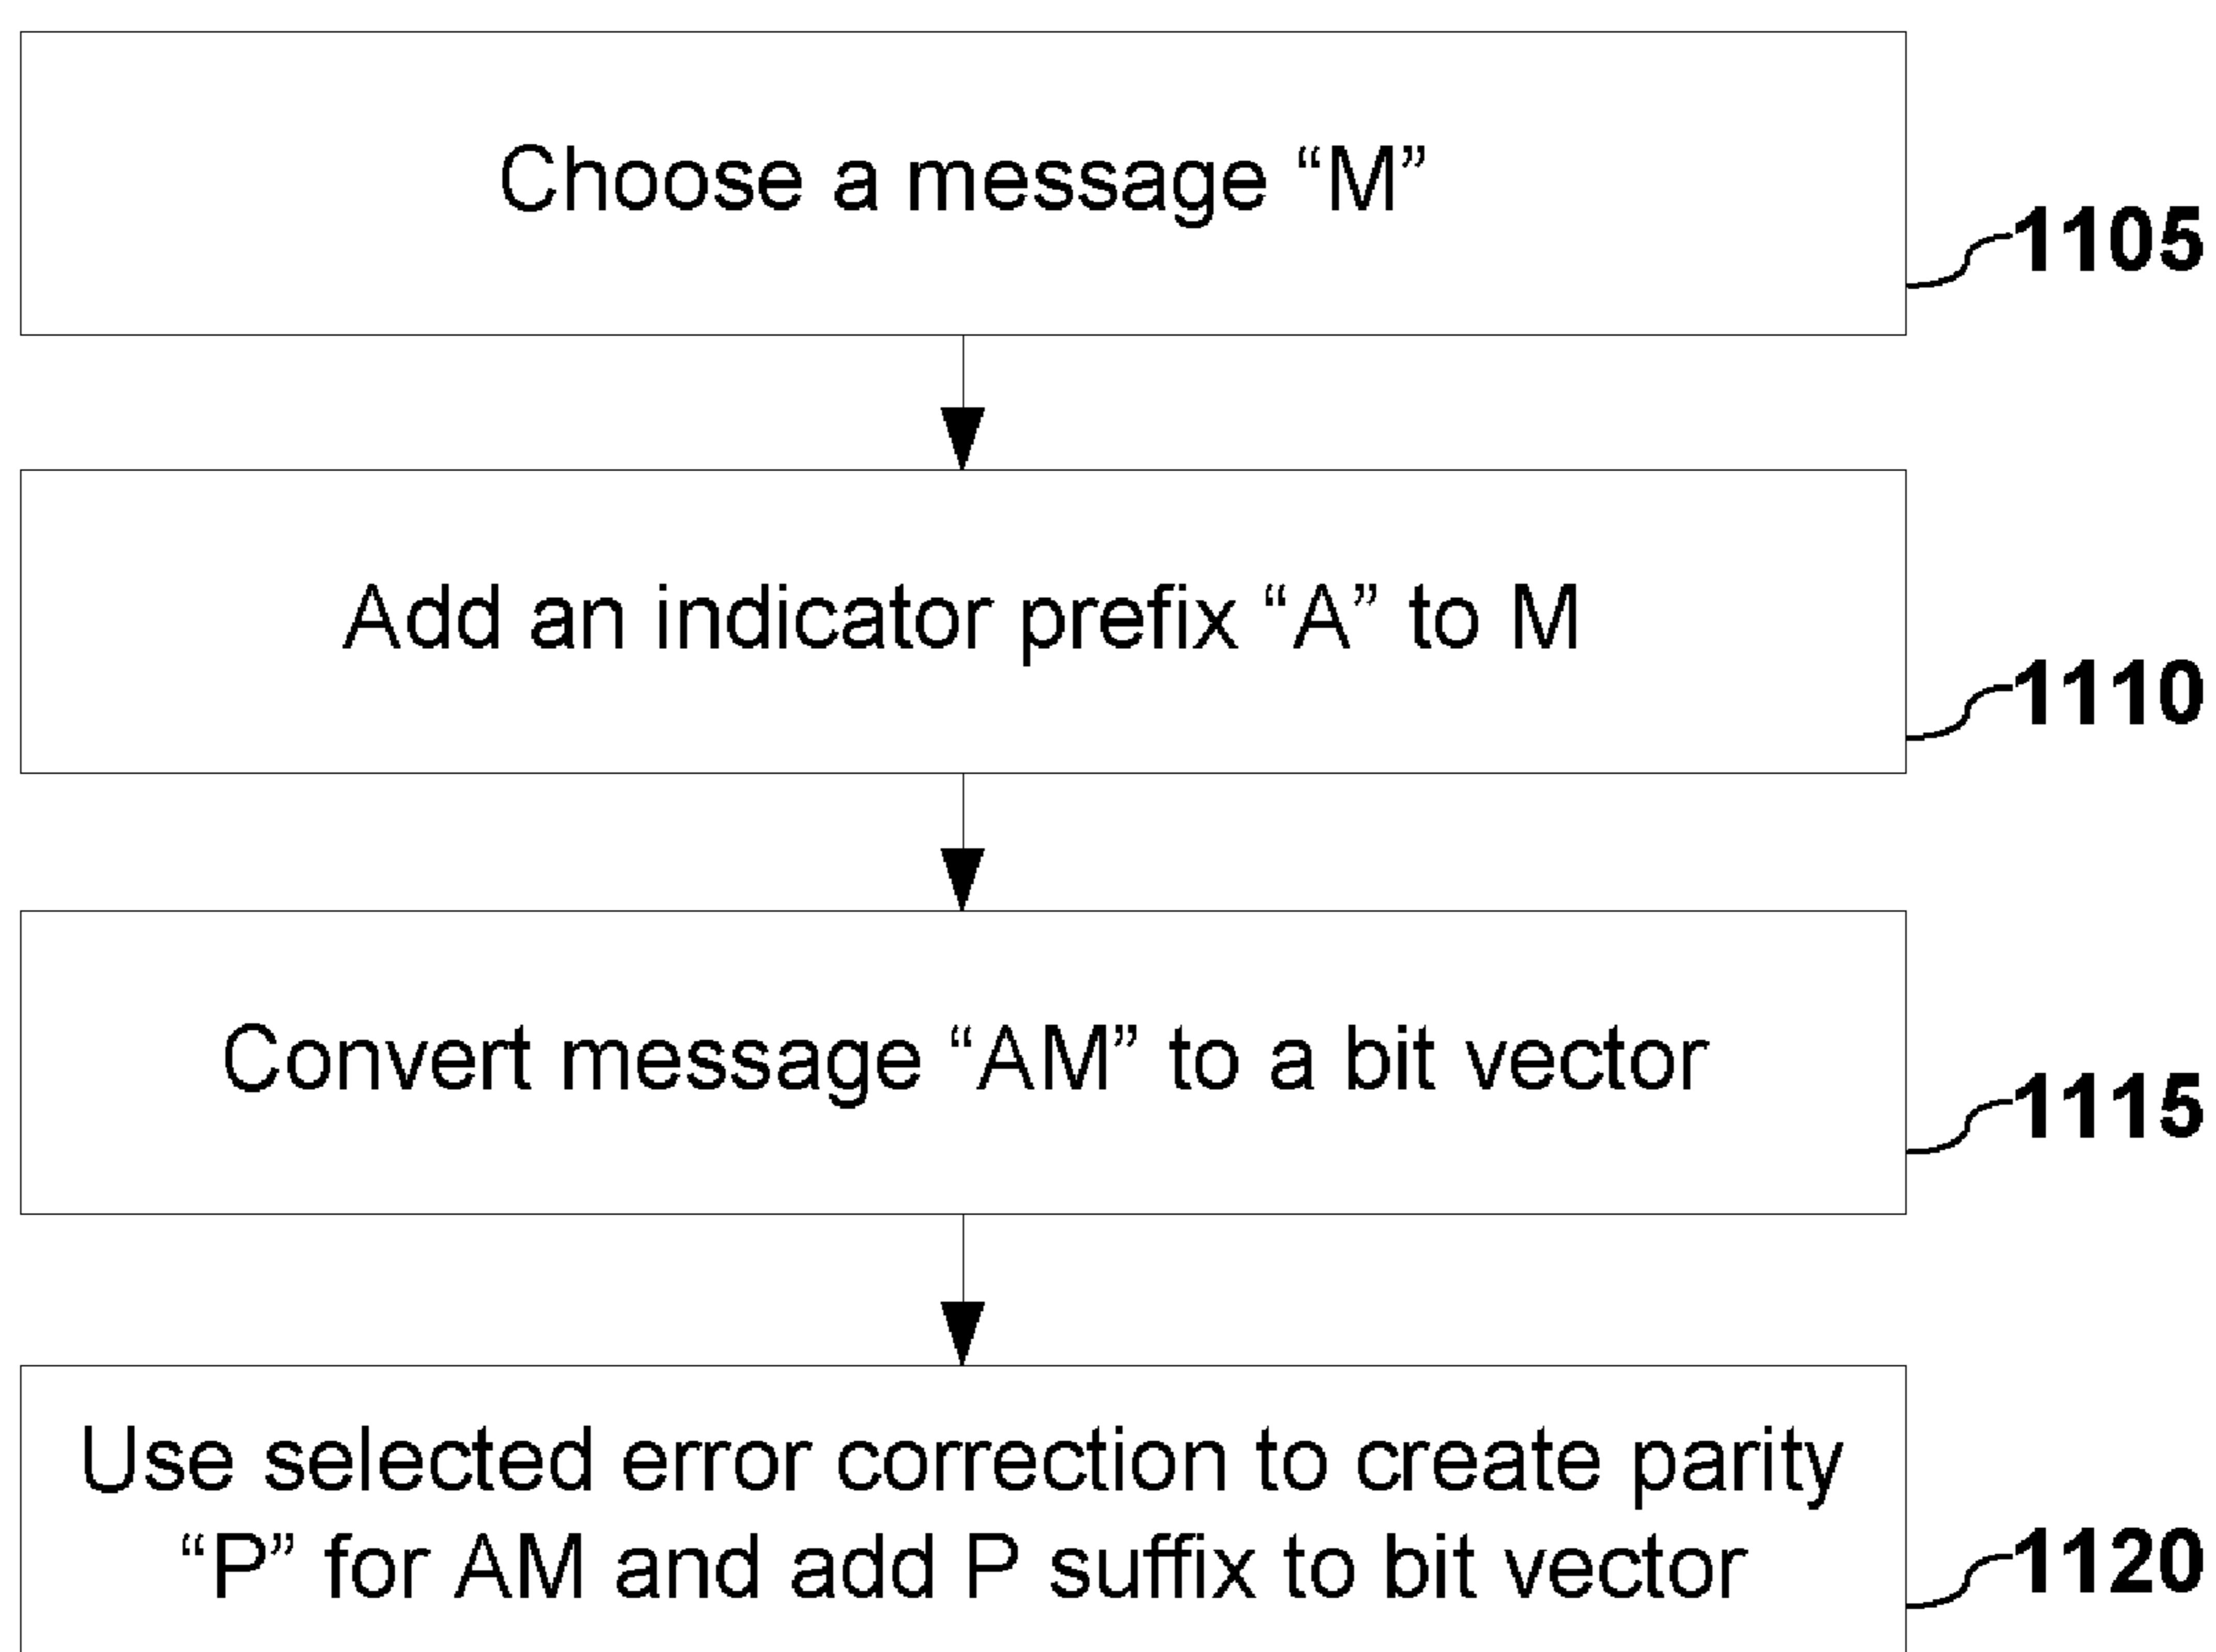 Choose a message “M”
1105
Add an indicator prefix “A” to M
1110
Convert message “AM” to a bit vector
1115
Use selected error correction to create parity
“P” for AM and add P suffix to bit vector
1120